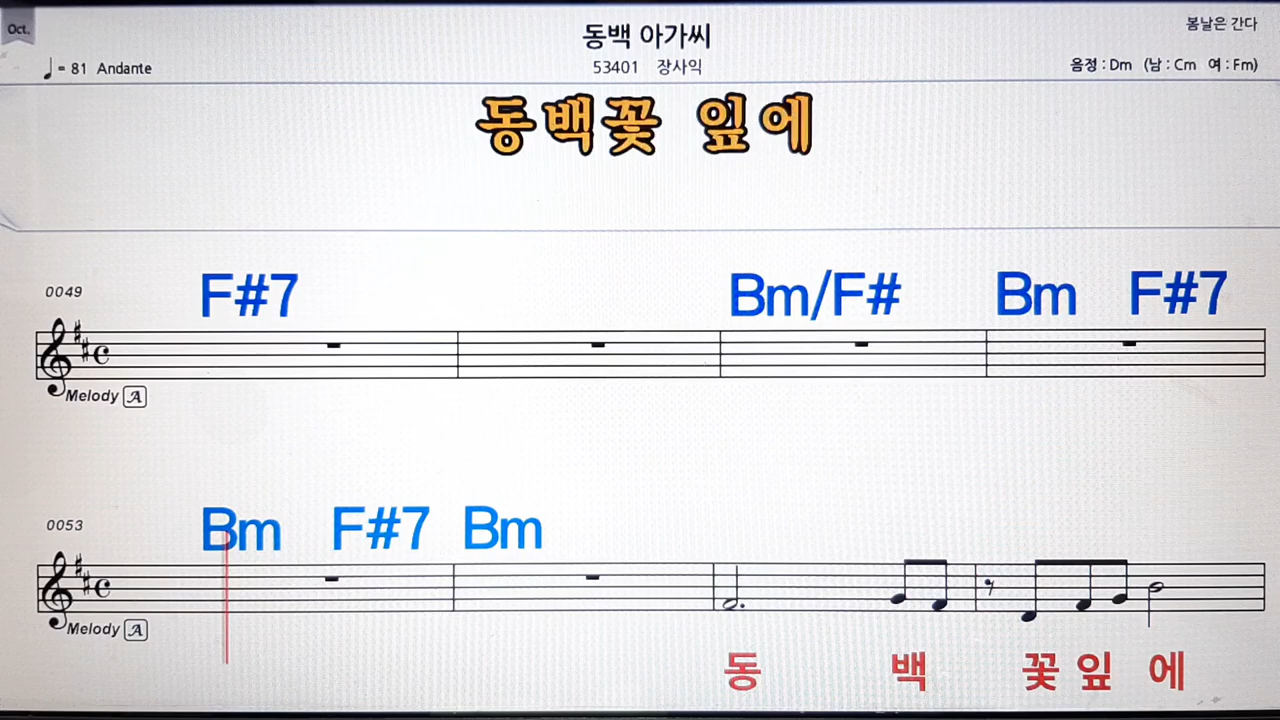 Oct.
동백 아가씨
봄날은 간다
♩= 81 Andante
53401 장사익
음정 : Dm (남 : Cm 여 : Fm)
동백꽃 잎에
0049
F#7 Bm/F# Bm F#7
Melody A
0053
Bm F#7 Bm
Melody A
동 백 꽃 잎 에